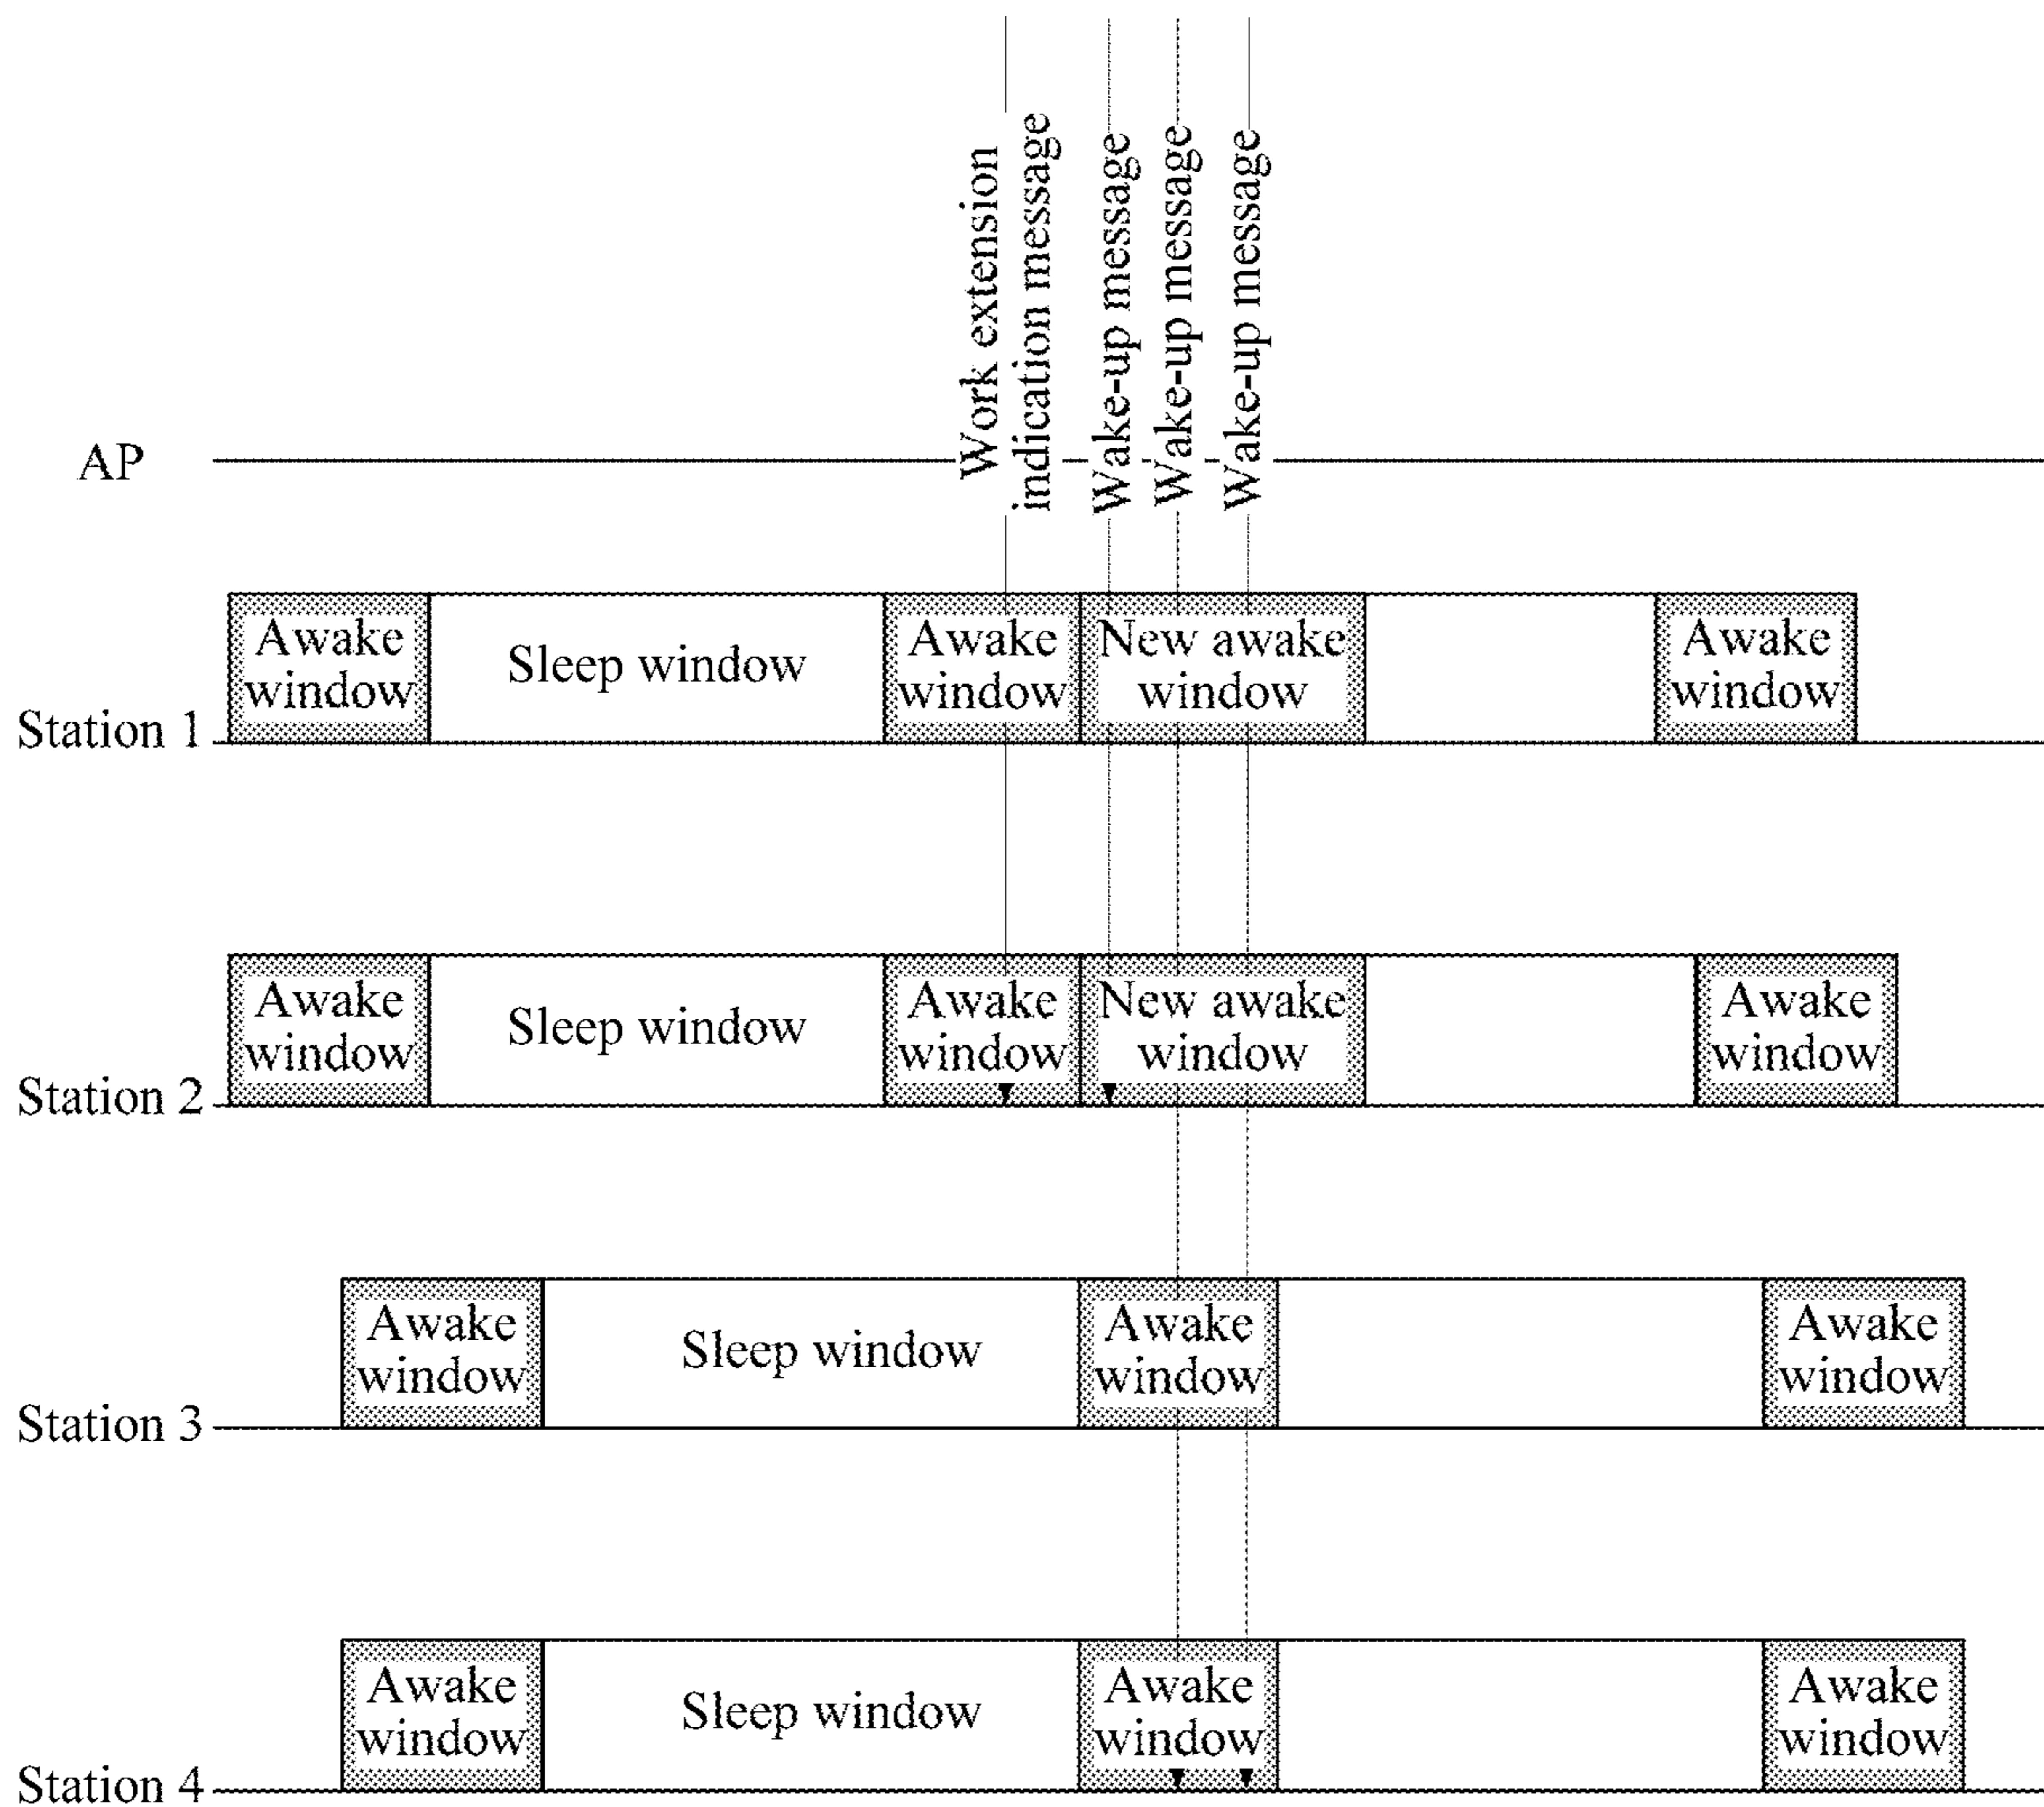 Work extension
indication message
Wake-up message
Wake-up message
Wake-up message
AP
Awake
window
Sleep window
Awake
window
New awake
window
Awake
window
Station 1
Awake
window
Sleep window
Awake
window
New awake
window
Awake
window
Station 2
Awake
window
Sleep window
Awake
window
Awake
window
Station 3
Awake
window
Sleep window
Awake
window
Awake
window
Station 4